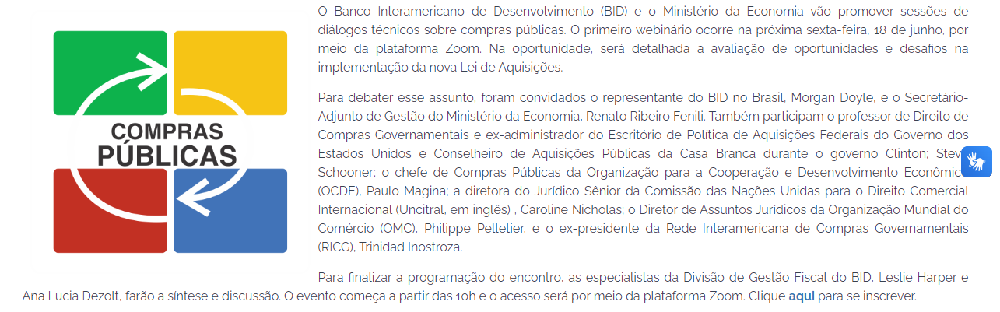 O Banco Interamericano de Desenvolvimento (BID) e o Ministério da Economia vão promover sessões de
diálogos técnicos sobre compras públicas. O primeiro webinário ocorre na próxima sexta-feira, 18 de junho, por
meio da plataforma Zoom. Na oportunidade, será detalhada a avaliação de oportunidades e desafios na
implementação da nova Lei de Aquisições.
COMPRAS
PÚBLICAS
Para debater esse assunto, foram convidados o representante do BID no Brasil, Morgan Doyle, e o Secretário-
Adjunto de Gestão do Ministério da Economia, Renato Ribeiro Fenili. Também participam o professor de Direito de
Compras Governamentais e ex-administrador do Escritório de Política de Aquisições Federais do Governo dos
Estados Unidos e Conselheiro de Aquisições Públicas da Casa Branca durante o governo Clinton; Steve
Schooner; o chefe de Compras Públicas da Organização para a Cooperação e Desenvolvimento Econômic
(OCDE), Paulo Magina; a diretora do Jurídico Sênior da Comissão das Nações Unidas para o Direito Comercial
Internacional (Uncitral, em inglês) , Caroline Nicholas; o Diretor de Assuntos Jurídicos da Organização Mundial do
Comércio (OMC), Philippe Pelletier, e o ex-presidente da Rede Interamericana de Compras Governamentais
(RICG), Trinidad Inostroza.
Para finalizar a programação do encontro, as especialistas da Divisão de Gestão Fiscal do BID, Leslie Harper e
Ana Lucia Dezolt, farão a síntese e discussão. O evento começa a partir das 10h e o acesso será por meio da plataforma Zoom. Clique aqui para se inscrever.